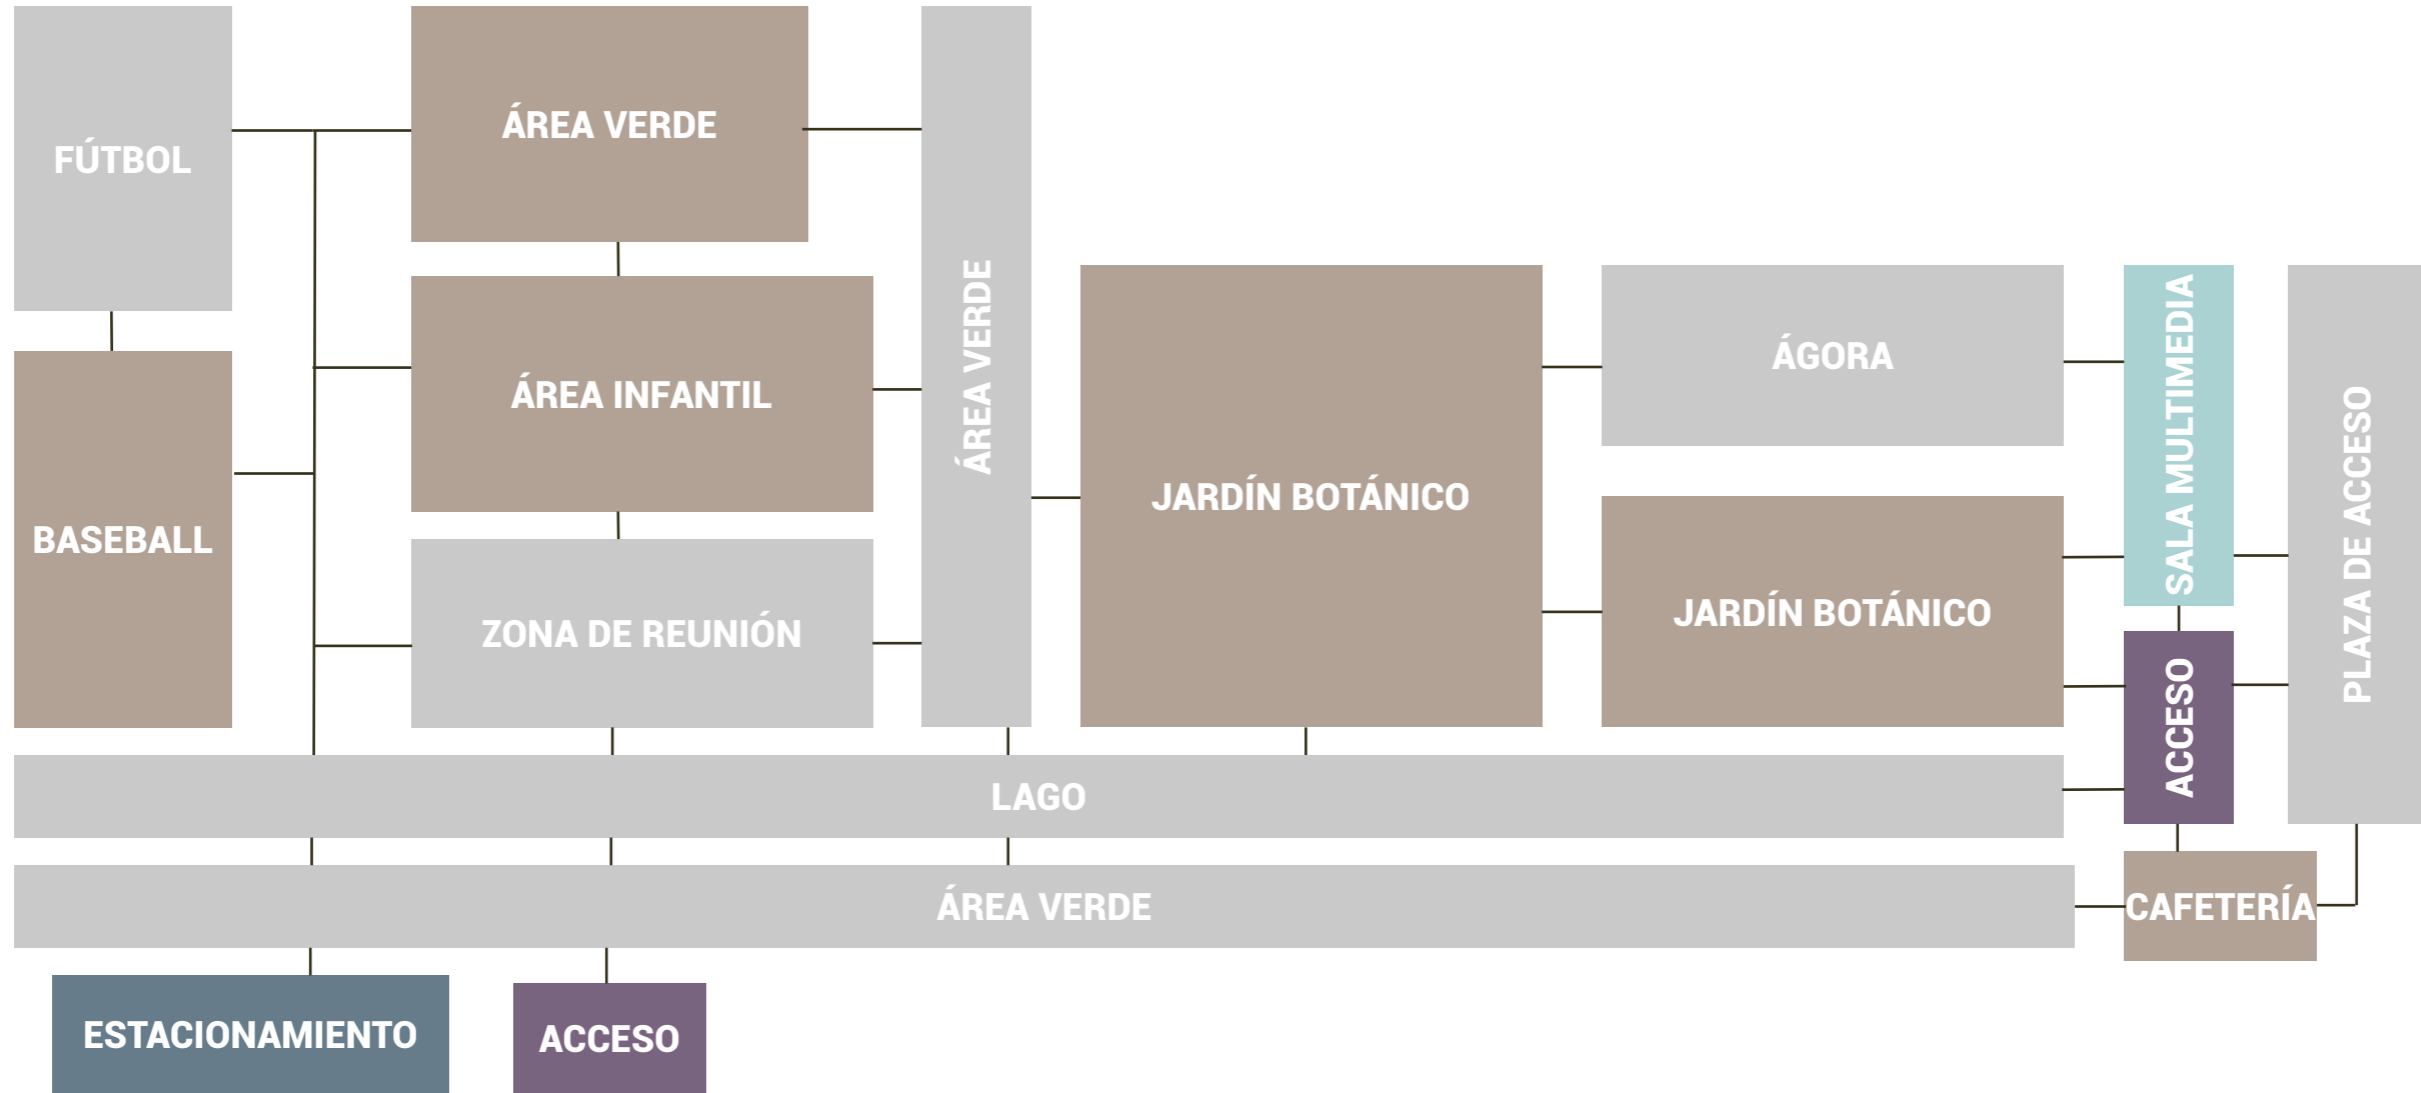 FÚTBOL
ÁREA VERDE
ÁREA VERDE
ÁREA INFANTIL
BASEBALL
ZONA DE REUNIÓN
JARDÍN BOTÁNICO
ÁGORA
JARDÍN BOTÁNICO
SALA MULTIMEDIA
ACCESO
PLAZA DE ACCESO
LAGO
ÁREA VERDE
CAFETERÍA
ESTACIONAMIENTO
ACCESO